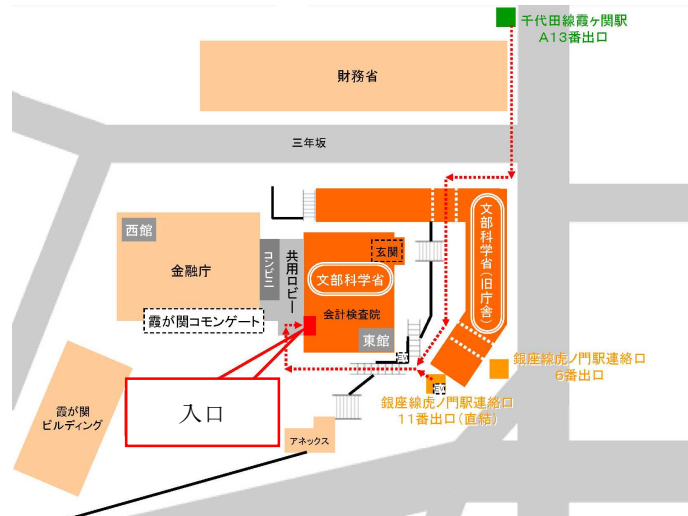 千代田線霞ヶ関駅
A13番出口
財務省
三年坂
西館
金融庁
コンビニ
共用ロビー
玄関
文部科学省
会計検査院
東館
文部科学省(旧庁舎)
霞が関コモンゲート
銀座線虎ノ門駅連絡口
6番出口
銀座線虎ノ門駅連絡口
11番出口(直結)
入口
霞が関
ビルディング
アネックス